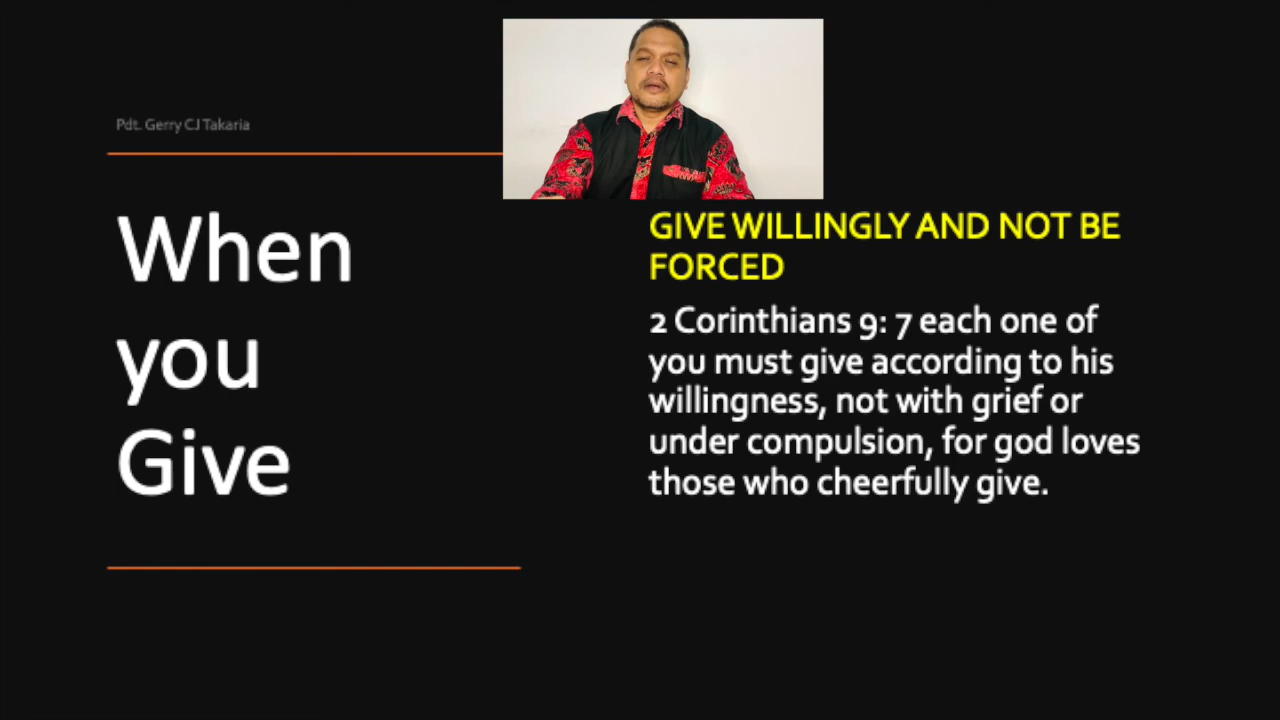 Pdt. Gerry CJ Takaria
When
you
Give
GIVE WILLINGLY AND NOT BE
FORCED
2 Corinthians 9: 7 each one of
you must give according to his
willingness, not with grief or
under compulsion, for god loves
those who cheerfully give.